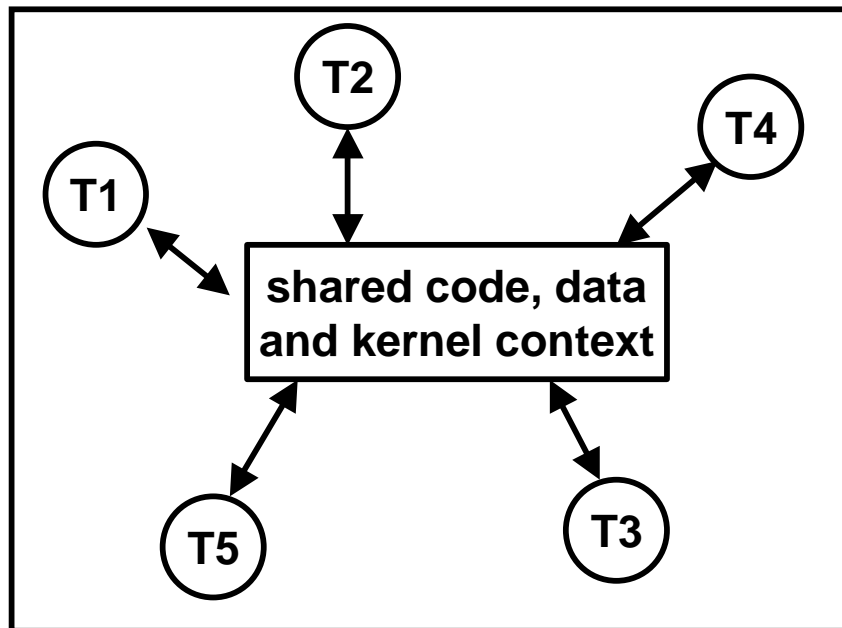 T2
T4
T1
shared code, data
and kernel context
T5
T3